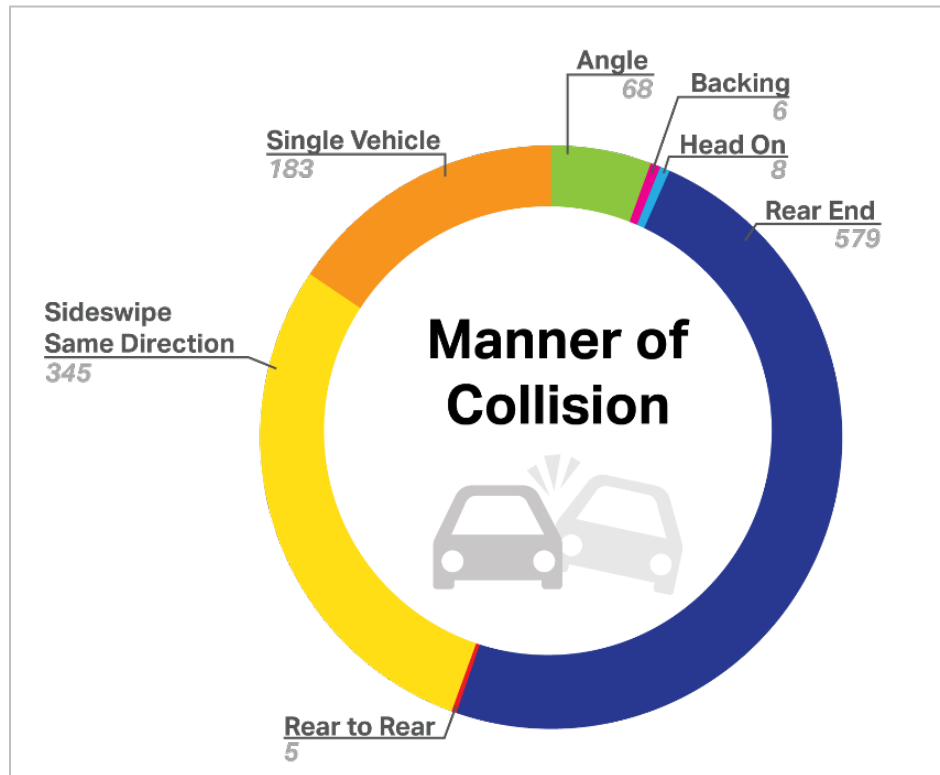 Angle
68
Backing
6
Head On
8
Rear End
579
Single Vehicle
183
Sideswipe
Same Direction
345
Manner of
Collision
Rear to Rear
5